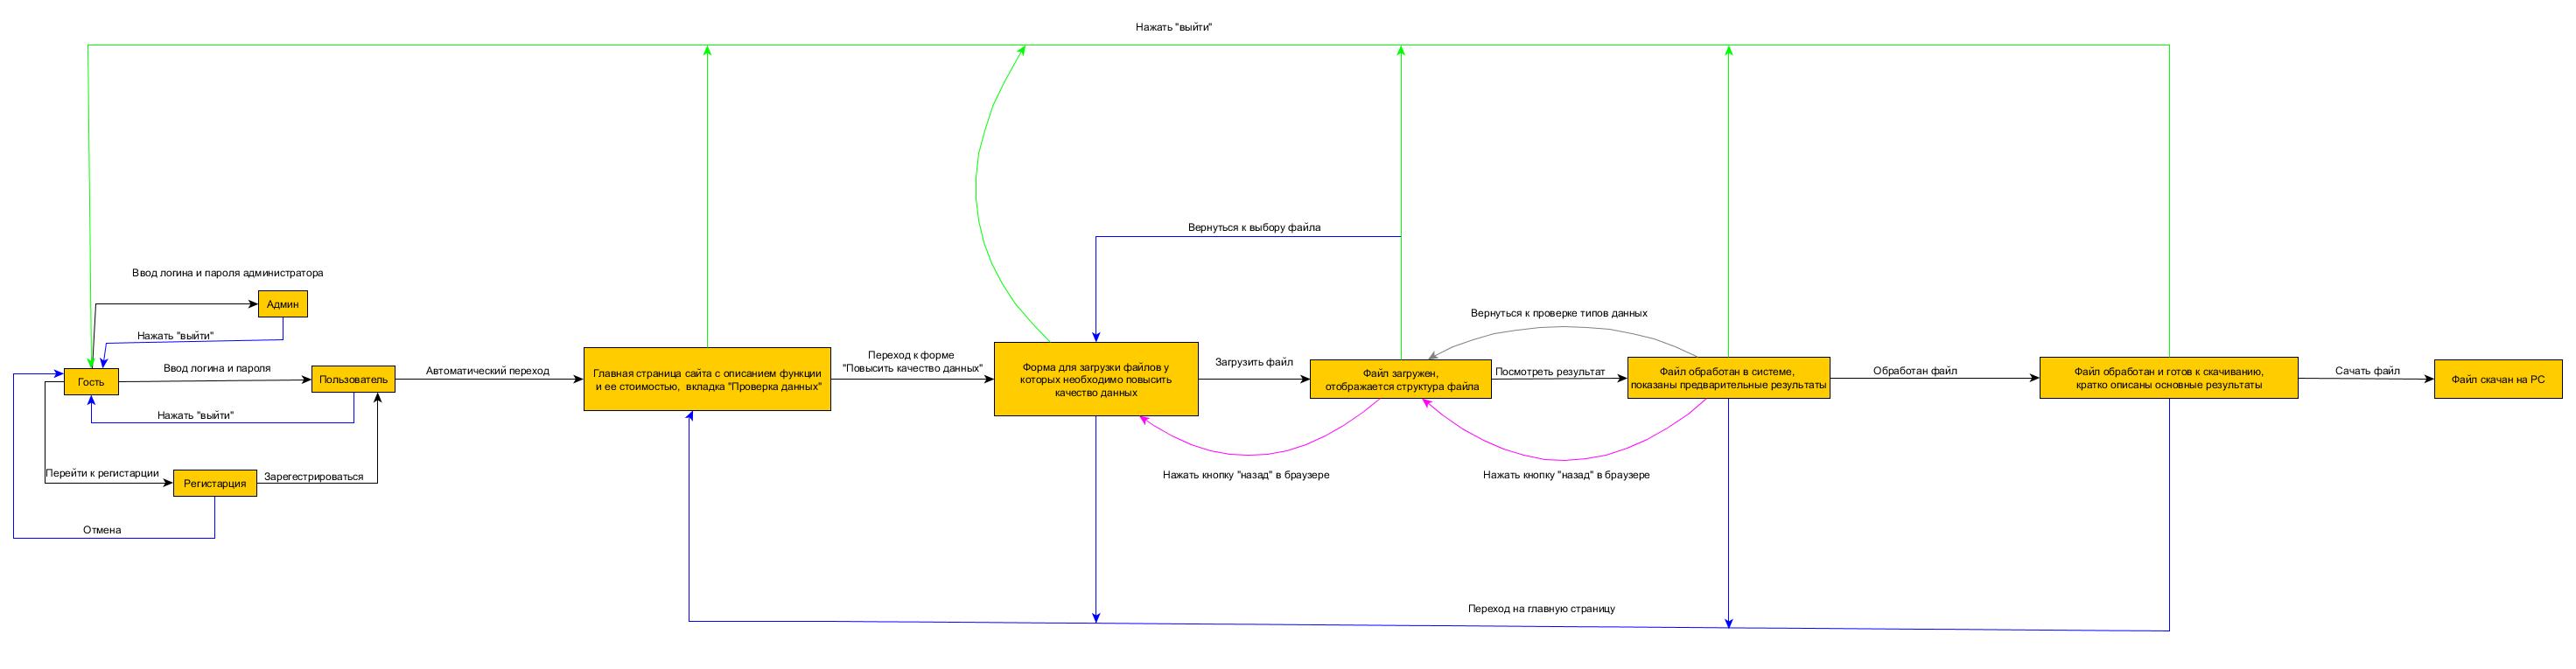 Нажать "выйти"
Вернуться к выбору файла
Ввод логина и пароля администратора
Админ
Нажать "выйти"
Вернуться к проверке типов данных
Гость
Ввод логина и пароля
Пользователь
Автоматический переход
Главная страница сайта с описанием функции
и ее стоимостью, вкладка "Проверка данных"
Переход к форме
"Повысить качество данных"
Форма для загрузки файлов у
которых необходимо повысить
качество данных
Загрузить файл
Файл загружен,
отображается структура файла
Посмотреть результат
Файл обработан в системе,
показаны предварительные результаты
Обработан файл
Файл обработан и готов к скачиванию,
кратко описаны основные результаты
Сачать файл
Файл скачан на PC
Нажать "выйти"
Перейти к регистарции
Регистарция
Зарегестрироваться
Нажать кнопку "назад" в браузере
Нажать кнопку "назад" в браузере
Отмена
Переход на главную страницу